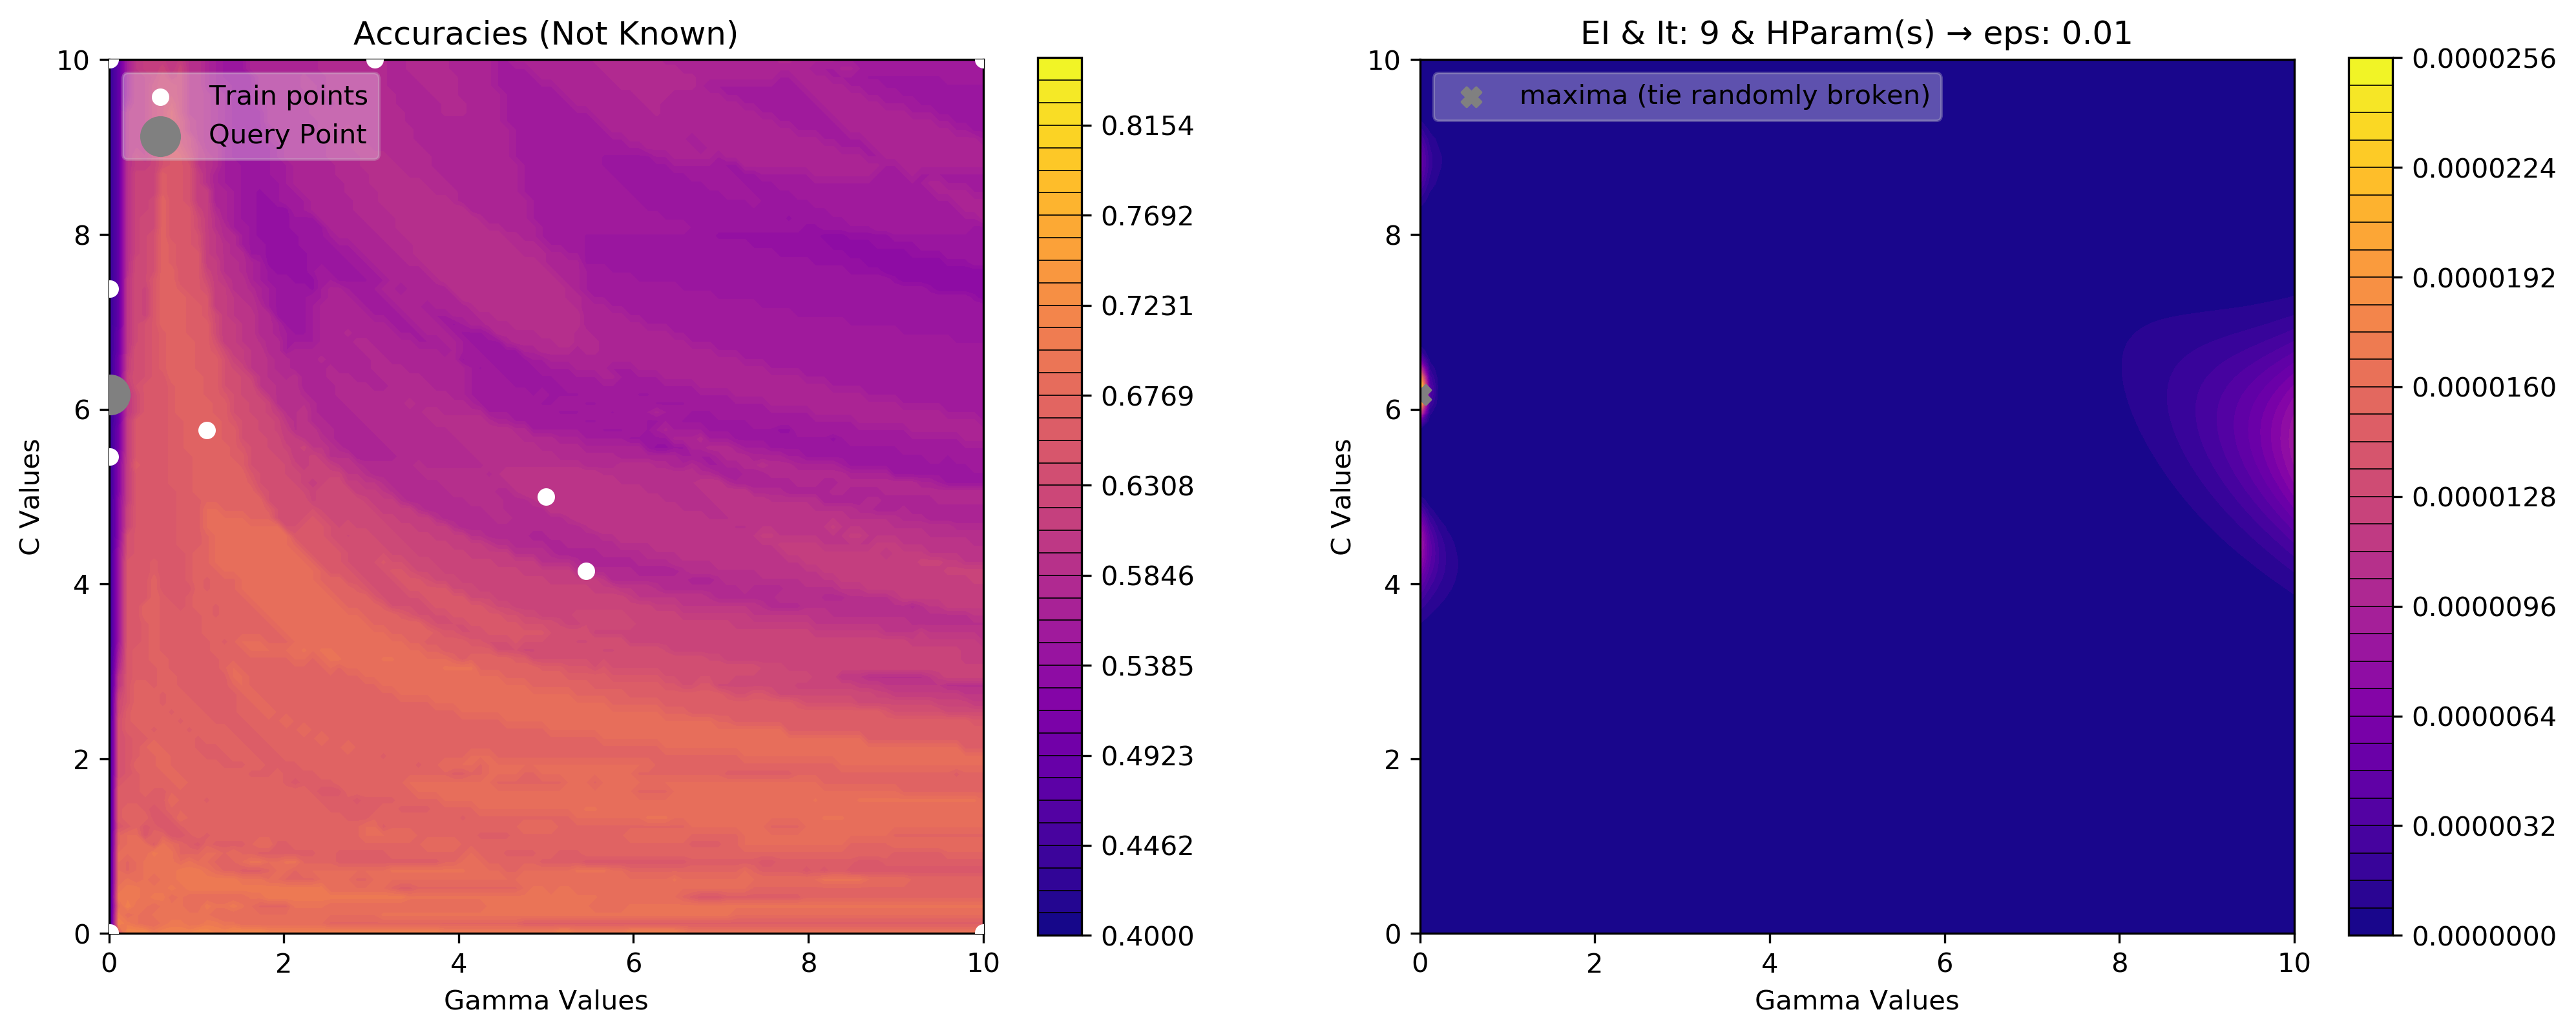 Accuracies (Not Known)
Train points
Query Point
10
8
6
4
2
0
C Values
0 2 4 6 8 10
Gamma Values
0.8154
0.7692
0.7231
0.6769
0.6308
0.5846
0.5385
0.4923
0.4462
0.4000
EI & It: 9 & HParam(s) → eps: 0.01
maxima (tie randomly broken)
10
8
6
4
2
0
C Values
0 2 4 6 8 10
Gamma Values
0.0000256
0.0000224
0.0000192
0.0000160
0.0000128
0.0000096
0.0000064
0.0000032
0.0000000